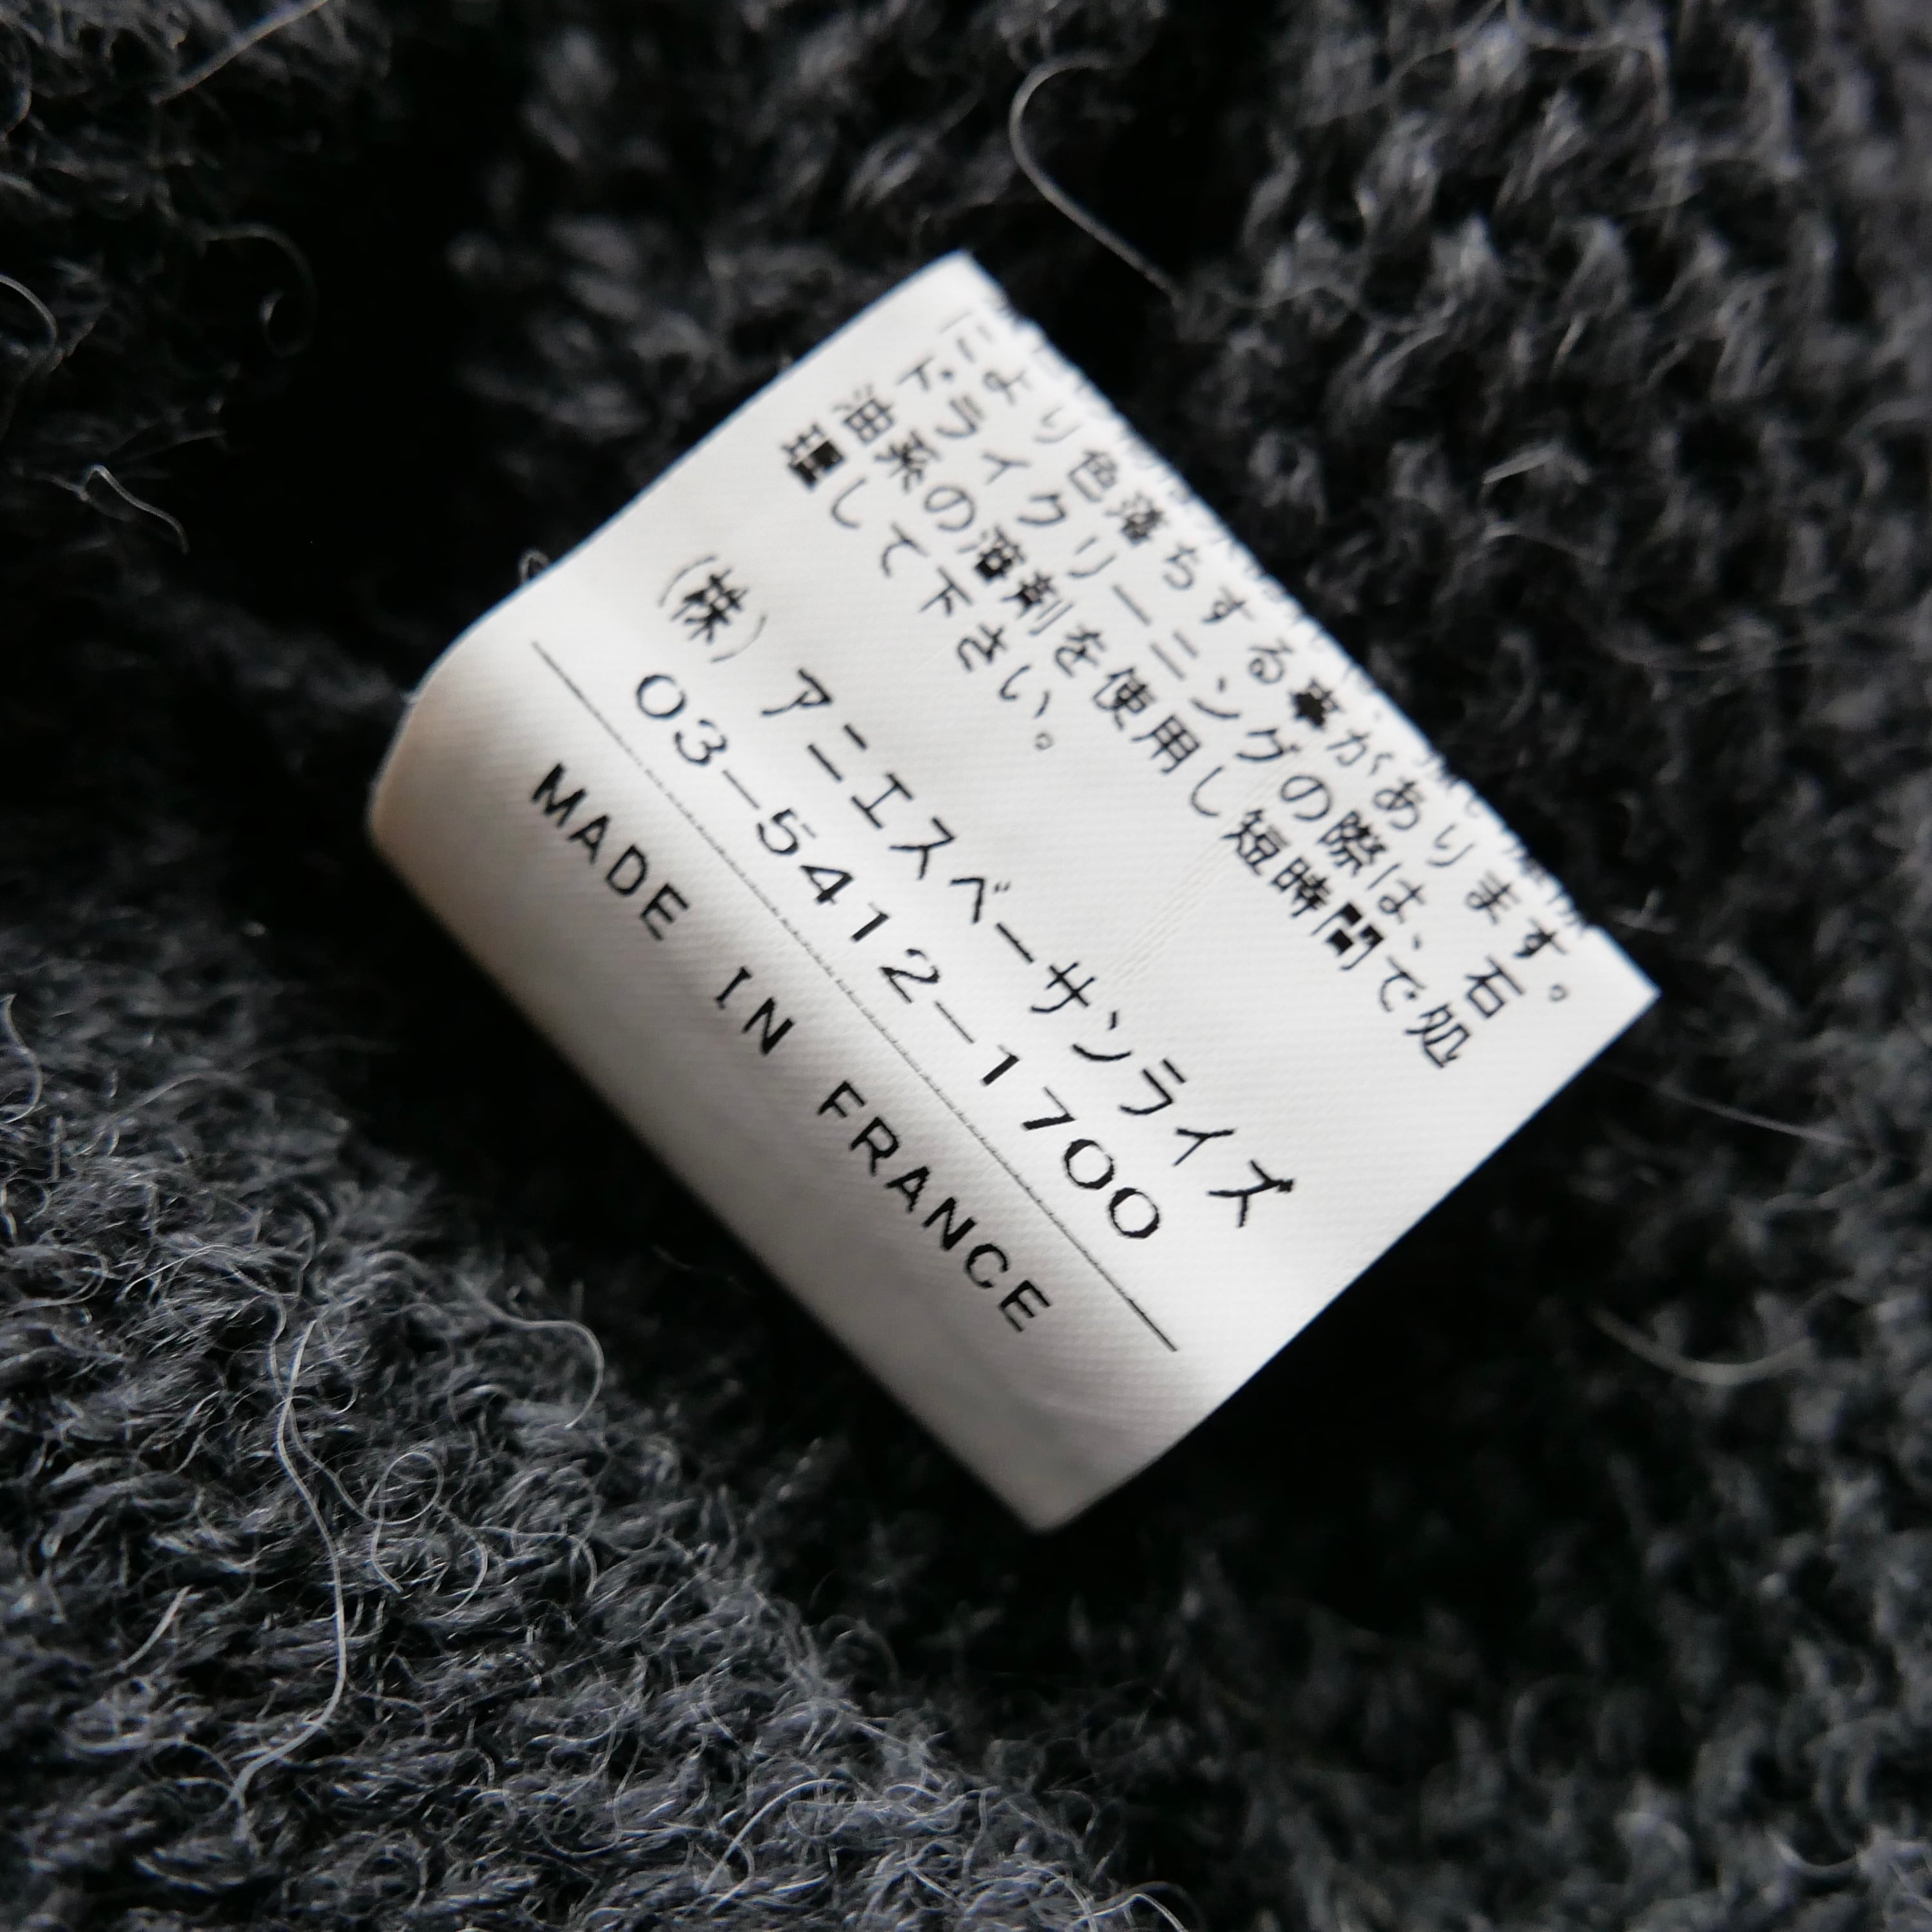 により色落ちする事があります。
ドライクリーニングの際は、石
油系の溶剤を使用し短時間で処
理して下さい。
(株) アニエスベーサンライズ
03-5412-1700
MADE IN FRANCE